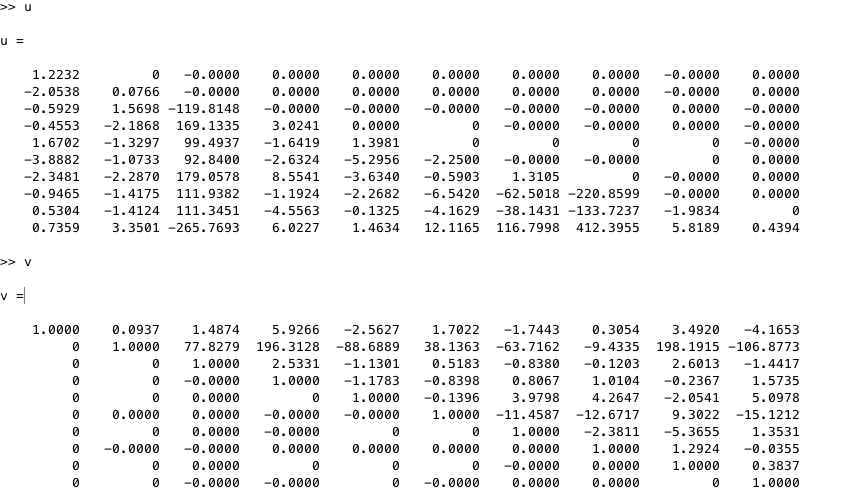 >> u
u =
1.2232 0 -0.0000 0.0000 0.0000 0.0000 0.0000 0.0000 -0.0000 0.0000
-2.0538 0.0766 -0.0000 0.0000 0.0000 0.0000 0.0000 0.0000 -0.0000 0.0000
-0.5929 1.5698 -119.8148 -0.0000 -0.0000 -0.0000 -0.0000 -0.0000 0.0000 -0.0000
-0.4553 -2.1868 169.1335 3.0241 0.0000 0 -0.0000 -0.0000 0.0000 -0.0000
1.6702 -1.3297 99.4937 -1.6419 1.3981 0 0 0 0 -0.0000
-3.8882 -1.0733 92.8400 -2.6324 -5.2956 -2.2500 -0.0000 -0.0000 0 0.0000
-2.3481 -2.2870 179.0578 8.5541 -3.6340 -0.5903 1.3105 0 -0.0000 0.0000
-0.9465 -1.4175 111.9382 -1.1924 -2.2682 -6.5420 -62.5018 -220.8599 -0.0000 0.0000
0.5304 -1.4124 111.3451 -4.5563 -0.1325 -4.1629 -38.1431 -133.7237 -1.9834 0
0.7359 3.3501 -265.7693 6.0227 1.4634 12.1165 116.7998 412.3955 5.8189 0.4394
>> v
v =
1.0000 0.0937 1.4874 5.9266 -2.5627 1.7022 -1.7443 0.3054 3.4920 -4.1653
0 1.0000 77.8279 196.3128 -88.6889 38.1363 -63.7162 -9.4335 198.1915 -106.8773
0 0 1.0000 2.5331 -1.1301 0.5183 -0.8380 -0.1203 2.6013 -1.4417
0 0 -0.0000 1.0000 -1.1783 -0.8398 0.8067 1.0104 -0.2367 1.5735
0 0 0.0000 0 1.0000 -0.1396 3.9798 4.2647 -2.0541 5.0978
0 0.0000 0.0000 -0.0000 -0.0000 1.0000 -11.4587 -12.6717 9.3022 -15.1212
0 0 0.0000 -0.0000 0 0 1.0000 -2.3811 -5.3655 1.3531
0 -0.0000 -0.0000 0.0000 0.0000 0.0000 0.0000 1.0000 1.2924 -0.0355
0 0 0.0000 0 0 0 -0.0000 0.0000 1.0000 0.3837
0 0 -0.0000 -0.0000 0 -0.0000 0.0000 0.0000 0 1.0000